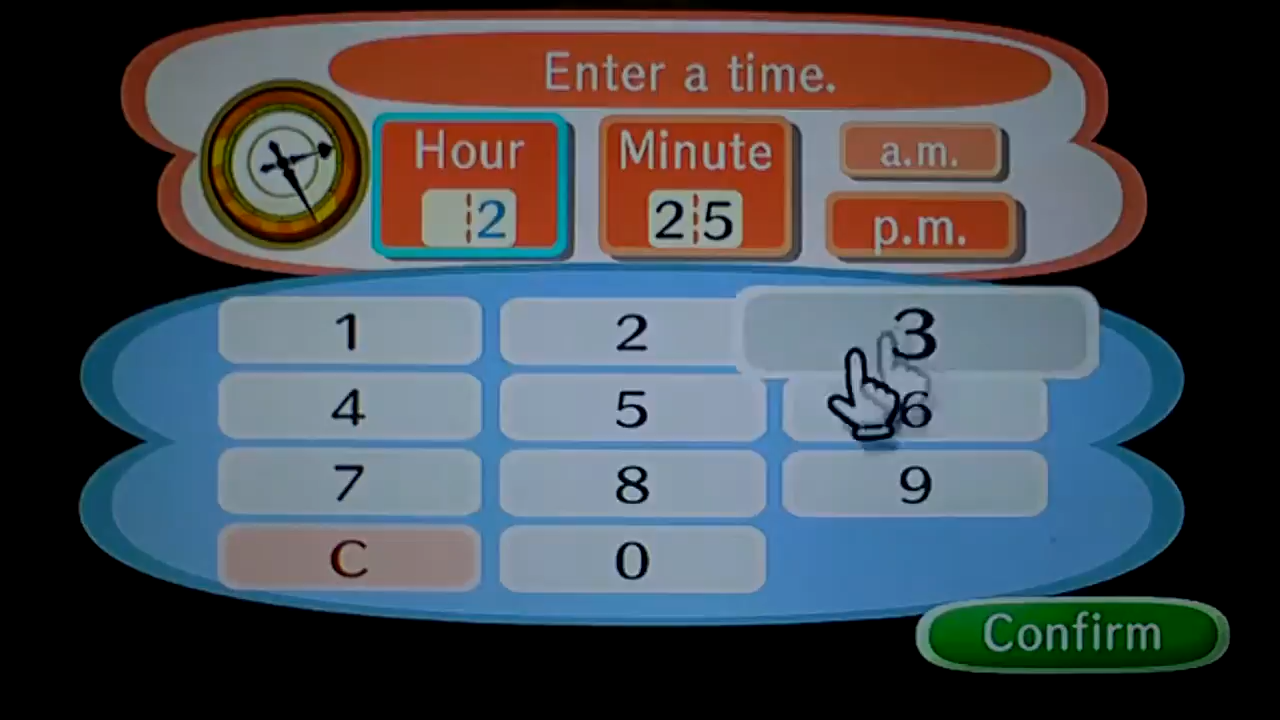 Enter a time.
Hour Minute a.m.
2 25 p.m.
1 2 3
4 5 6
7 8 9
C 0
Confirm